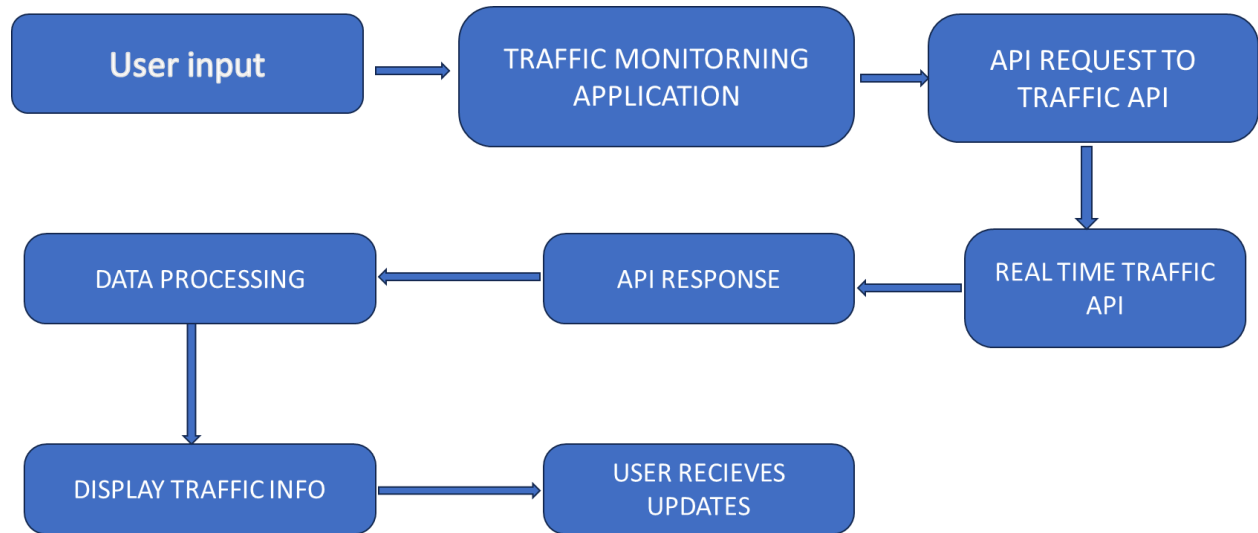 User input
TRAFFIC MONITORNING
APPLICATION
API REQUEST TO
TRAFFIC API
REAL TIME TRAFFIC
API
API RESPONSE
DATA PROCESSING
DISPLAY TRAFFIC INFO
USER RECIEVES
UPDATES